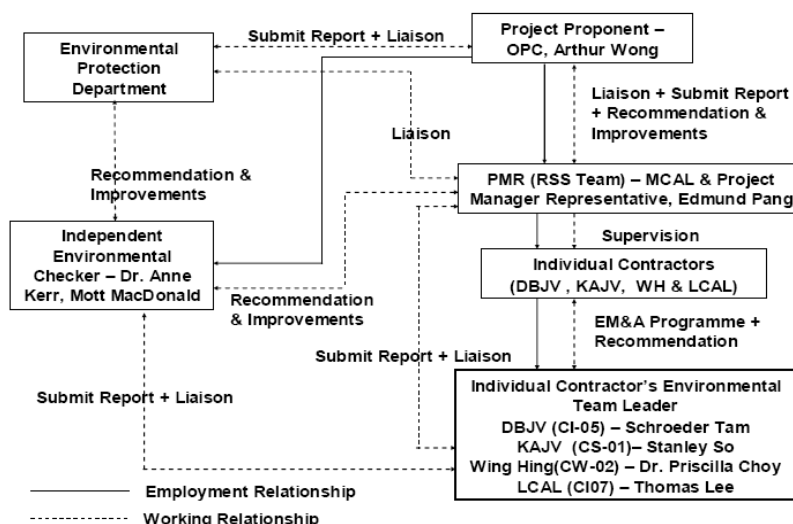 Environmental
Protection
Department
Submit Report + Liaison
Project Proponent –
OPC, Arthur Wong
Liaison + Submit Report
+ Recommendation &
Improvements
Liaison
Recommendation &
Improvements
PMR (RSS Team) – MCAL & Project
Manager Representative, Edmund Pang
Supervision
Independent
Environmental
Checker – Dr. Anne
Kerr, Mott MacDonald
Recommendation
& Improvements
Individual Contractors
(DBJV , KAJV, WH & LCAL)
EM&A Programme +
Recommendation
Submit Report + Liaison
Submit Report + Liaison
Individual Contractor's Environmental
Team Leader
DBJV (CI-05) – Schroeder Tam
KAJV (CS-01)– Stanley So
Wing Hing(CW-02) – Dr. Priscilla Choy
LCAL (CI07) – Thomas Lee
Employment Relationship
Working Relationship